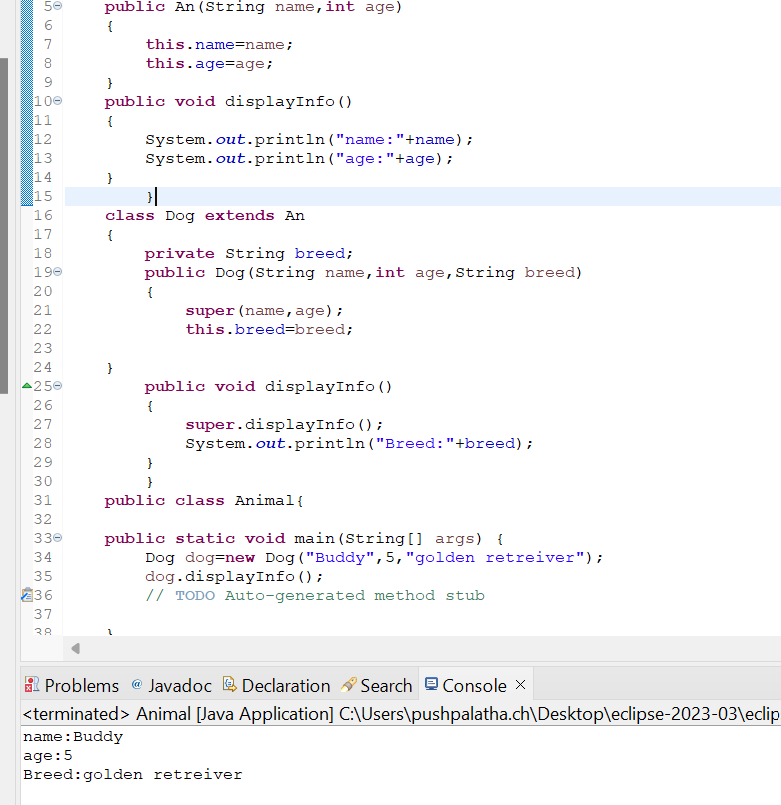 5 public An(String name,int age)
6 {
7 this.name=name;
8 this.age=age;
9 }
10 public void displayInfo()
11 {
12 System.out.println("name:"+name);
13 System.out.println("age:"+age);
14 }
15 }
16 class Dog extends An
17 {
18 private String breed;
19 public Dog(String name,int age,String breed)
20 {
21 super(name,age);
22 this.breed=breed;
23
24 }
25 public void displayInfo()
26 {
27 super.displayInfo();
28 System.out.println("Breed:"+breed);
29 }
30 }
31 public class Animal{
32
33 public static void main(String[] args) {
34 Dog dog=new Dog("Buddy",5,"golden retreiver");
35 dog.displayInfo();
36 // TODO Auto-generated method stub
37
38 }
Problems @ Javadoc Declaration Search Console ×
<terminated> Animal [Java Application] C:\Users\pushpalatha.ch\Desktop\eclipse-2023-03\eclip
name:Buddy
age:5
Breed:golden retreiver